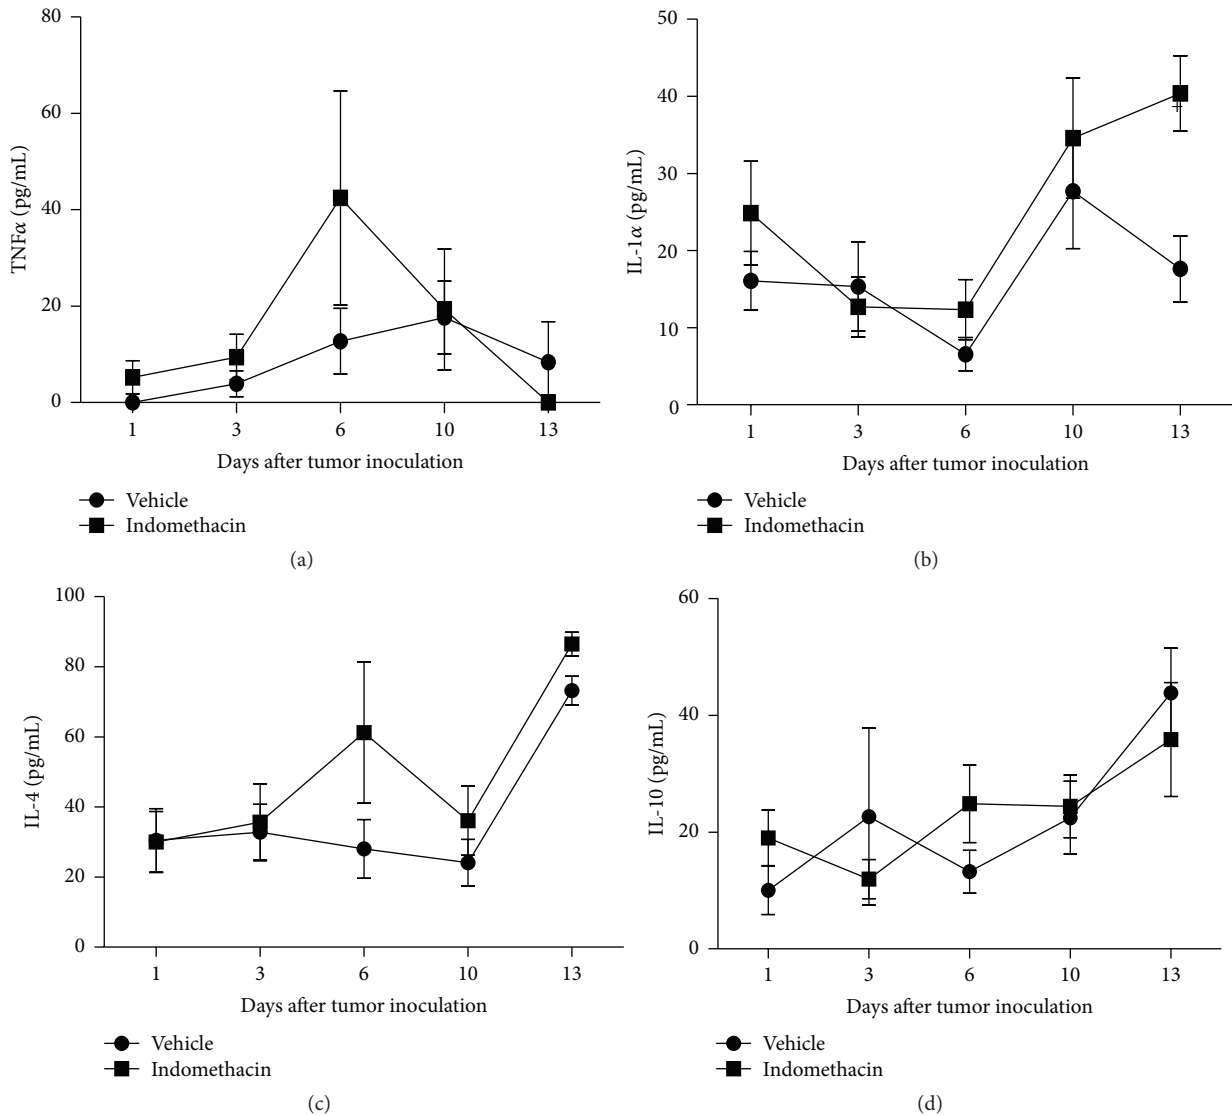 80
60
40
20
0
TNFα (pg/mL)
1 3 6 10 13
Days after tumor inoculation
Vehicle
Indomethacin
(a)
50
40
30
20
10
0
IL-1α (pg/mL)
†
1 3 6 10 13
Days after tumor inoculation
Vehicle
Indomethacin
(b)
100
80
60
40
20
0
IL-4 (pg/mL)
1 3 6 10 13
Days after tumor inoculation
Vehicle
Indomethacin
(c)
60
40
20
0
IL-10 (pg/mL)
1 3 6 10 13
Days after tumor inoculation
Vehicle
Indomethacin
(d)